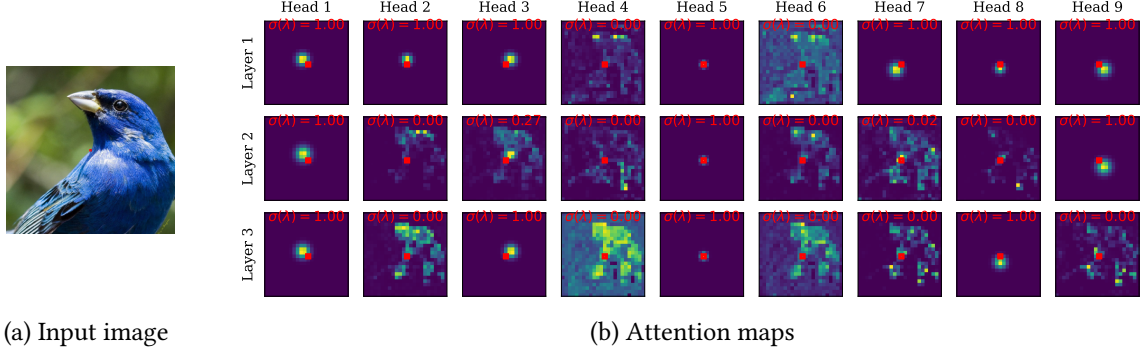 Head 1 Head 2 Head 3 Head 4 Head 5 Head 6 Head 7 Head 8 Head 9
Layer 1
σ(λ) = 1.00 σ(λ) = 1.00 σ(λ) = 1.00 σ(λ) = 0.00 σ(λ) = 1.00 σ(λ) = 0.00 σ(λ) = 1.00 σ(λ) = 1.00 σ(λ) = 1.00
Layer 2
σ(λ) = 1.00 σ(λ) = 0.00 σ(λ) = 0.27 σ(λ) = 0.00 σ(λ) = 1.00 σ(λ) = 0.00 σ(λ) = 0.02 σ(λ) = 0.00 σ(λ) = 1.00
Layer 3
σ(λ) = 1.00 σ(λ) = 0.00 σ(λ) = 1.00 σ(λ) = 0.00 σ(λ) = 1.00 σ(λ) = 0.00 σ(λ) = 0.00 σ(λ) = 1.00 σ(λ) = 0.00
(a) Input image
(b) Attention maps